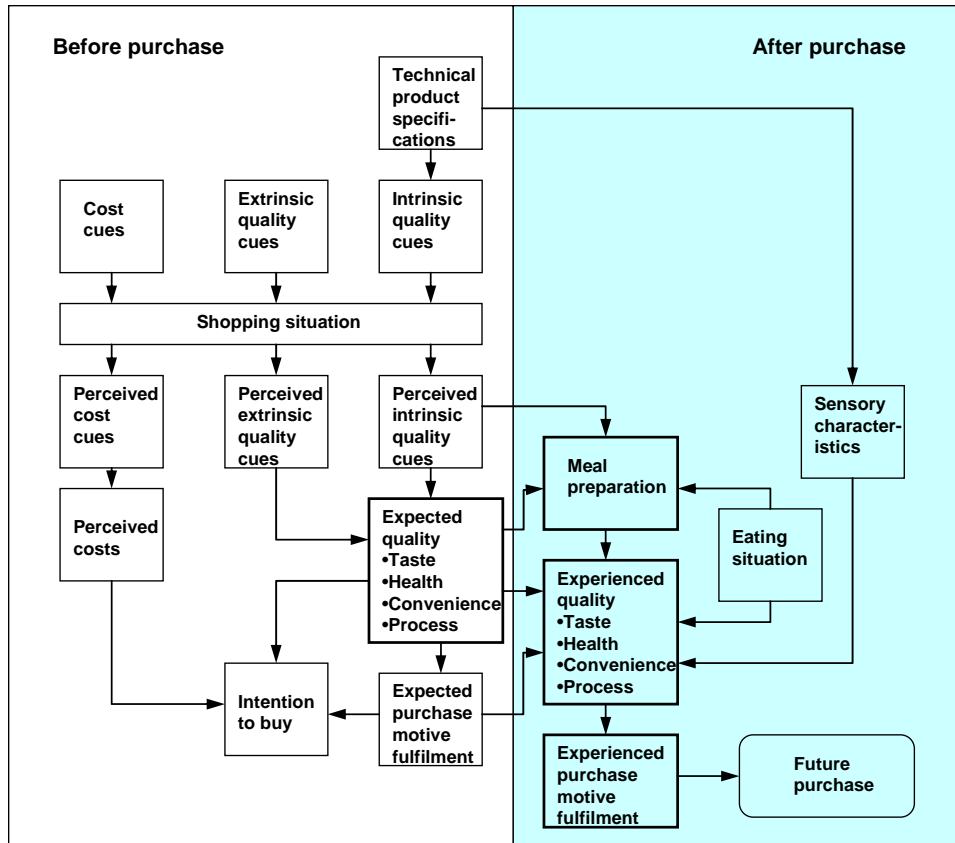 Before purchase
After purchase
Technical
product
specifi-
cations
Cost
cues
Extrinsic
quality
cues
Intrinsic
quality
cues
Shopping situation
Perceived
cost
cues
Perceived
extrinsic
quality
cues
Perceived
intrinsic
quality
cues
Sensory
character-
istics
Meal
preparation
Perceived
costs
Expected
quality
•Taste
•Health
•Convenience
•Process
Eating
situation
Experienced
quality
•Taste
•Health
•Convenience
•Process
Intention
to buy
Expected
purchase
motive
fulfilment
Experienced
purchase
motive
fulfilment
Future
purchase